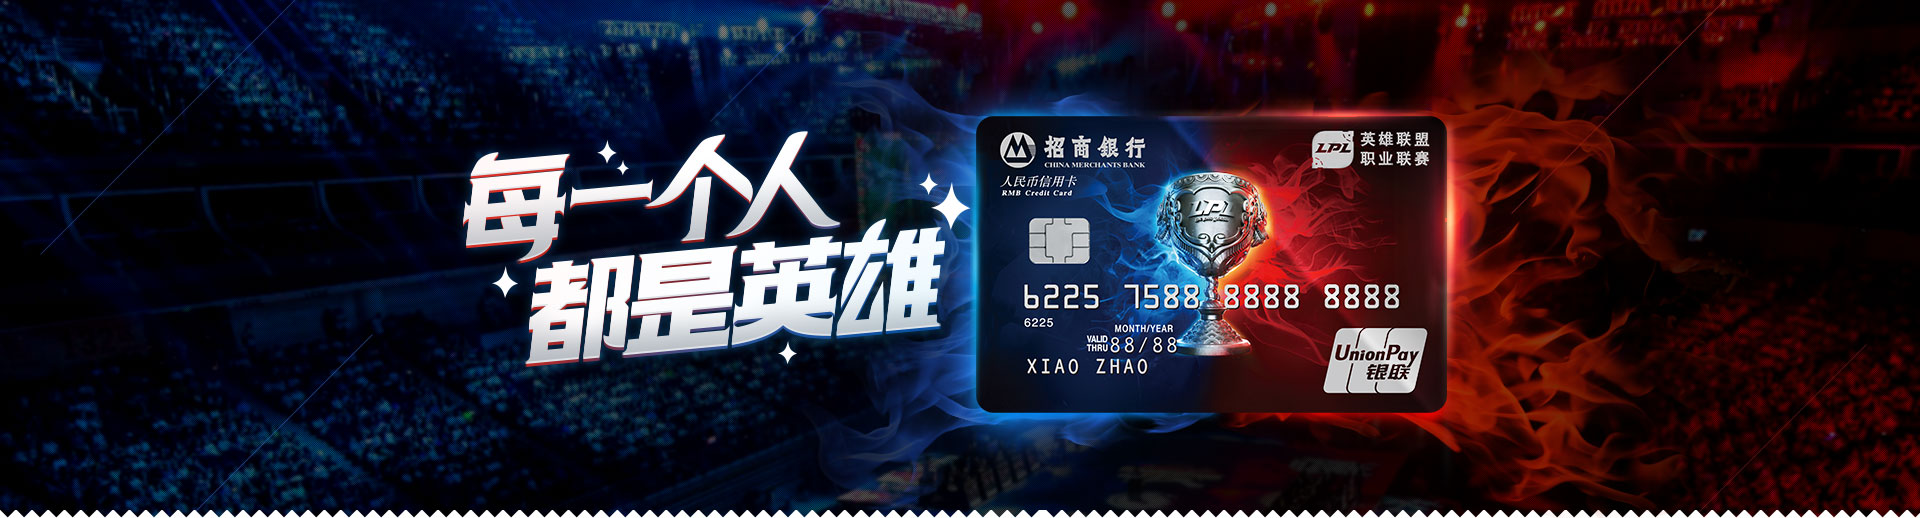 每一个人
都是英雄
招商銀行
CHINA MERCHANTS BANK
人民币信用卡
RMB Credit Card
LPL
英雄联盟
职业联赛
LPL
6225 7588 8888 8888
6225
MONTH/YEAR
VALID THRU 88/88
XIAO ZHAO
UnionPay
银联